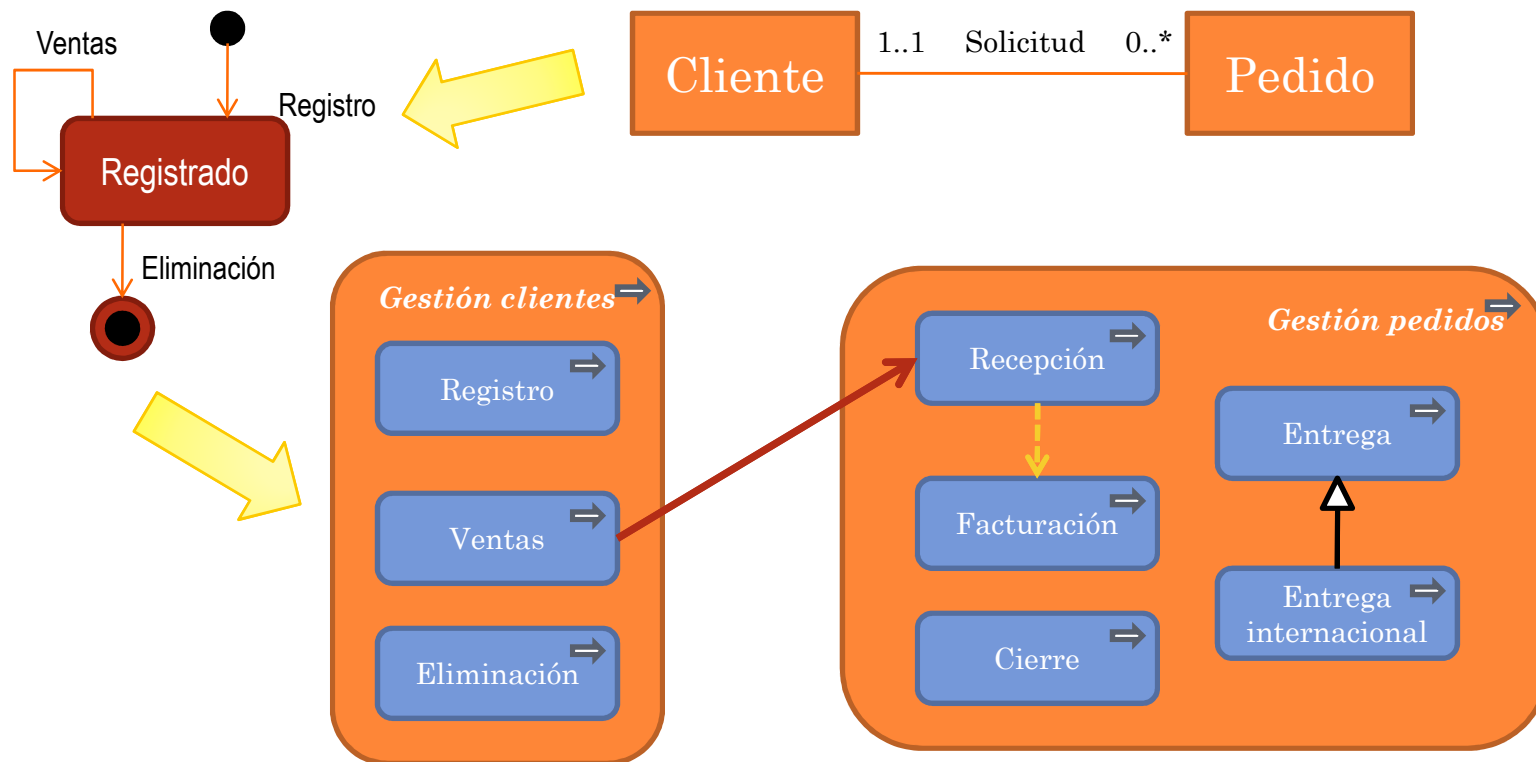 Ventas
Registro
Registrado
Eliminación
Cliente
1..1 Solicitud 0..*
Pedido
Gestión clientes
Registro
Ventas
Eliminación
Gestión pedidos
Recepción
Facturación
Cierre
Entrega
Entrega
internacional